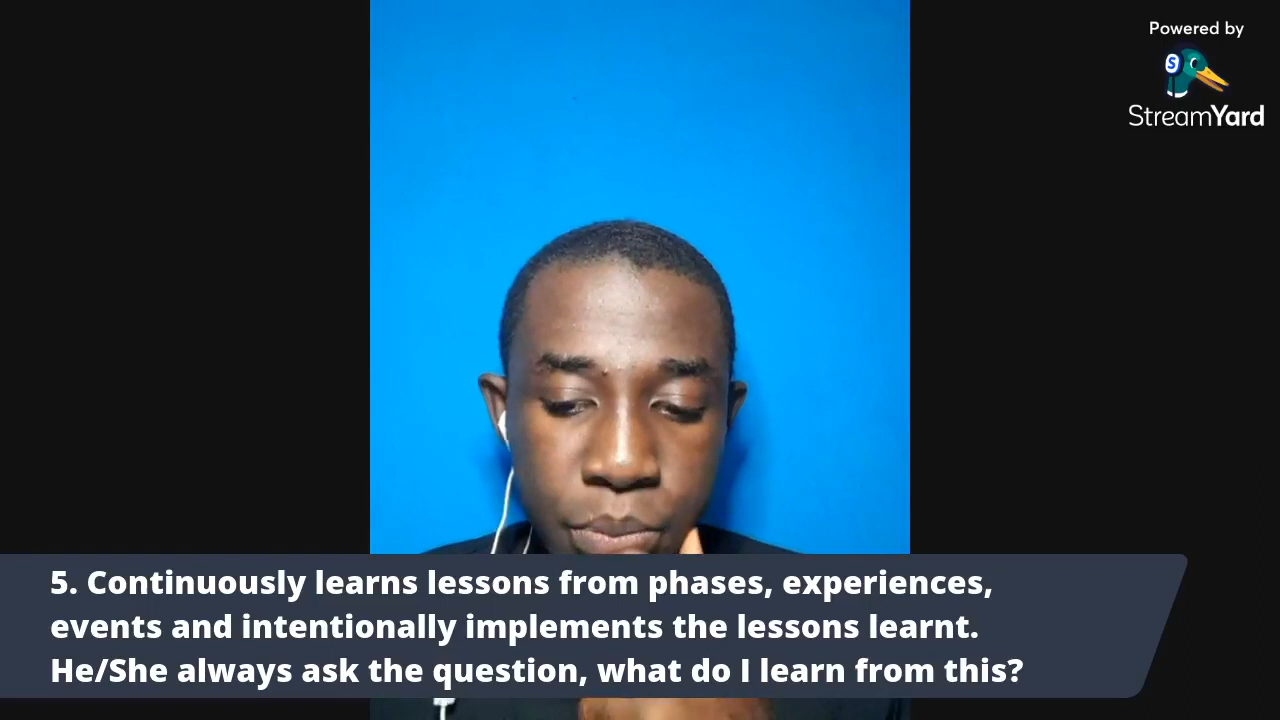 Powered by
S
StreamYard
5. Continuously learns lessons from phases, experiences,
events and intentionally implements the lessons learnt.
He/She always ask the question, what do I learn from this?